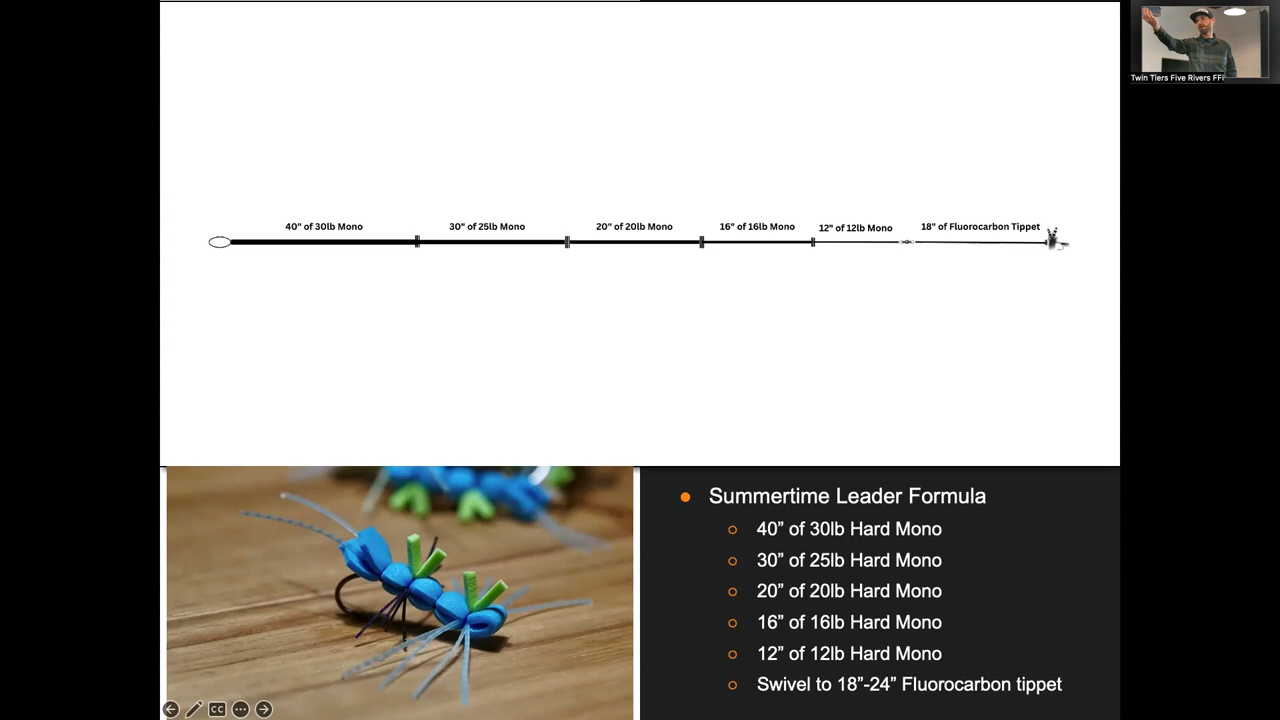 Twin Tiers Five Rivers FFI
40" of 30lb Mono
30" of 25lb Mono
20" of 20lb Mono
16" of 16lb Mono
12" of 12lb Mono
18" of Fluorocarbon Tippet
Summertime Leader Formula
40” of 30lb Hard Mono
30” of 25lb Hard Mono
20” of 20lb Hard Mono
16” of 16lb Hard Mono
12” of 12lb Hard Mono
Swivel to 18”-24” Fluorocarbon tippet
CC